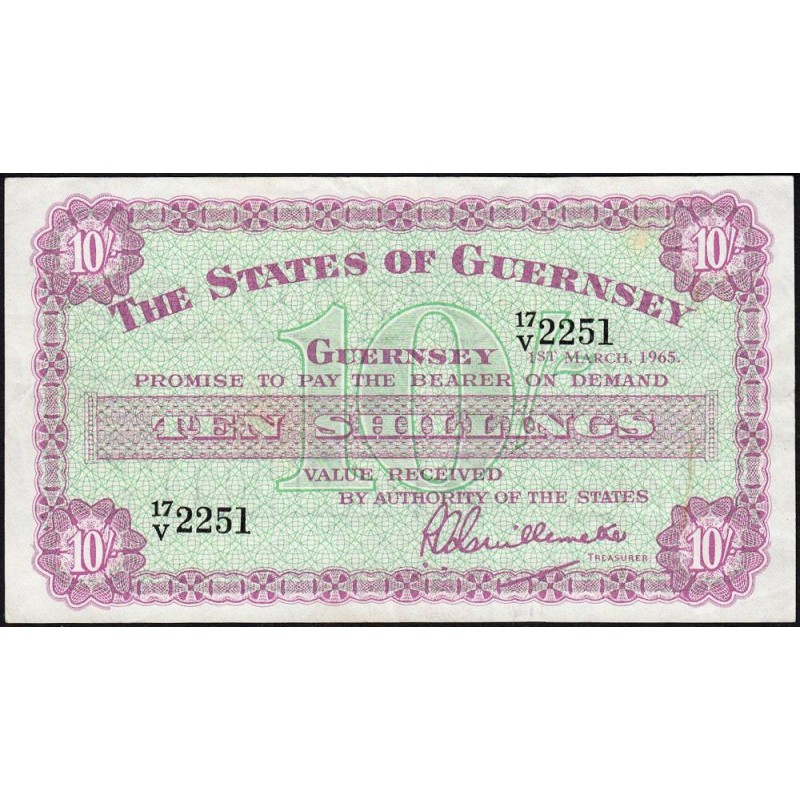 10/-
10/-
THE STATES OF GUERNSEY
17/V 2251
GUERNSEY
1ST MARCH, 1965.
PROMISE TO PAY THE BEARER ON DEMAND
10/-
TEN SHILLINGS
VALUE RECEIVED
BY AUTHORITY OF THE STATES
17/V 2251
TREASURER
10/-
10/-